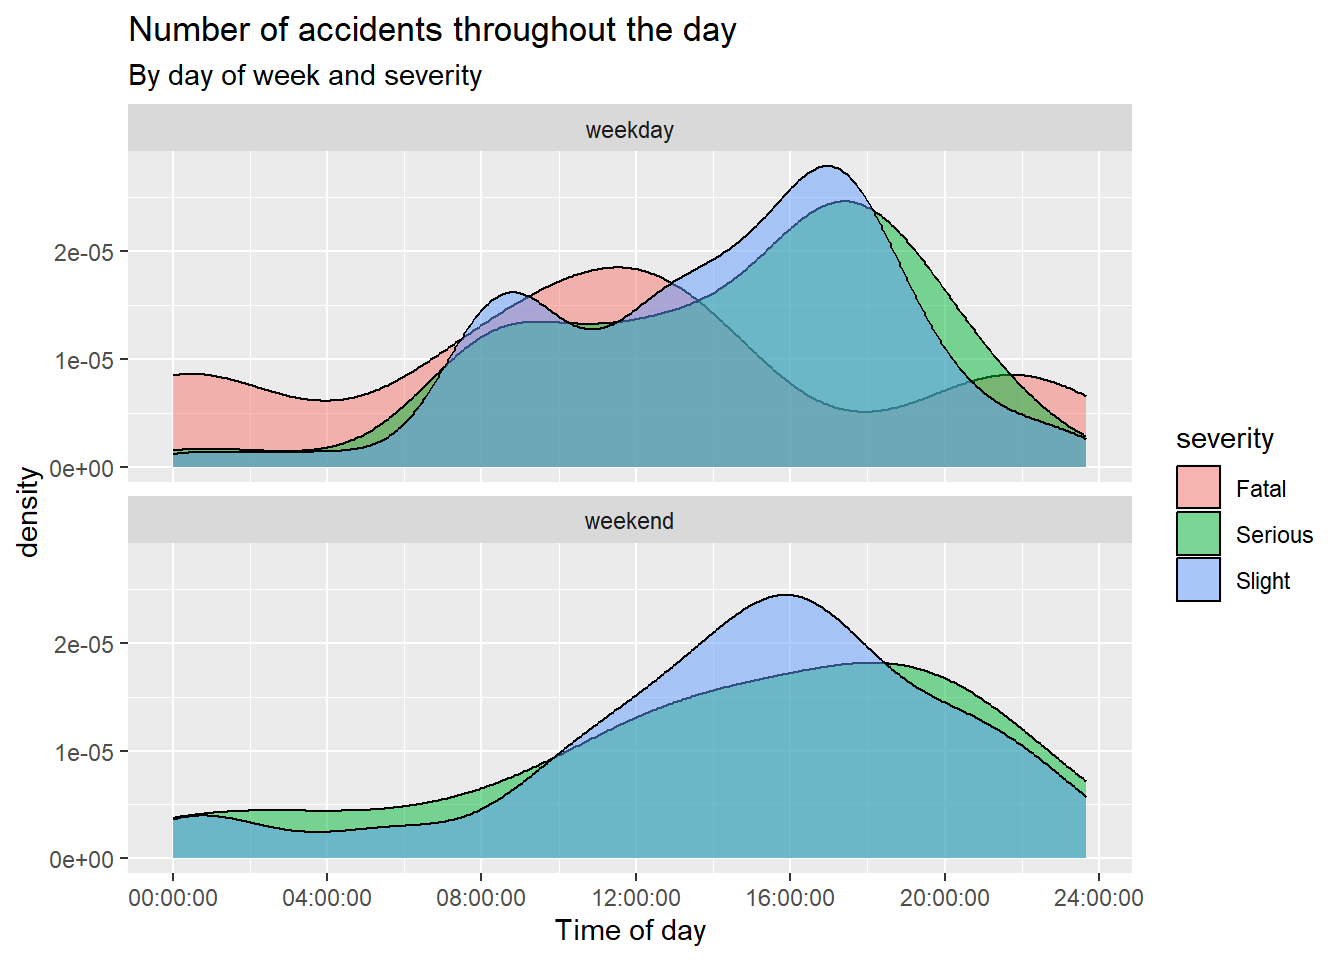 Number of accidents throughout the day
By day of week and severity
weekday
2e-05
1e-05
0e+00
weekend
2e-05
1e-05
0e+00
00:00:00 04:00:00 08:00:00 12:00:00 16:00:00 20:00:00 24:00:00
Time of day
density
severity
Fatal
Serious
Slight